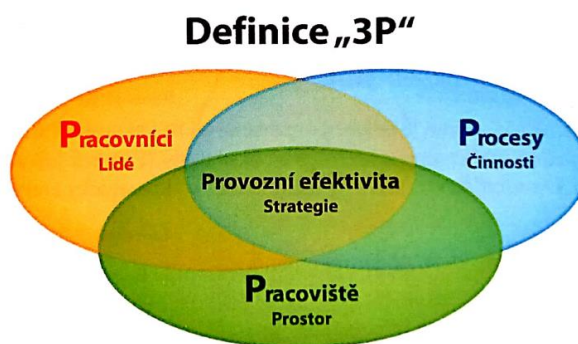 Definice „3P“
Pracovníci
Lidé
Procesy
Činnosti
Provozní efektivita
Strategie
Pracoviště
Prostor